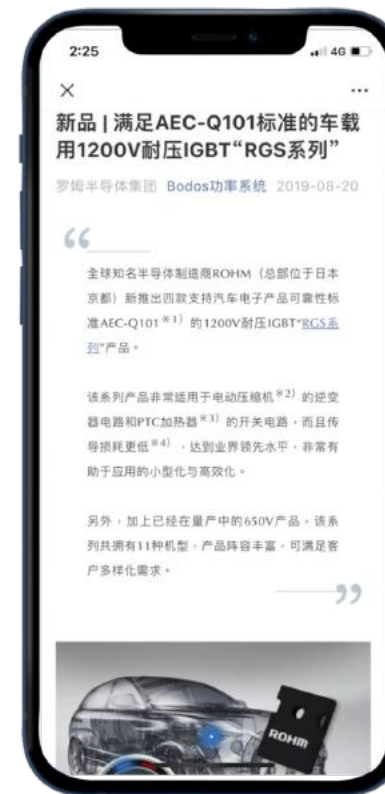 2:25
4G
新品 | 满足AEC-Q101标准的车载
用1200V耐压IGBT“RGS系列”
罗姆半导体集团 Bodos功率系统 2019-08-20
“
全球知名半导体制造商ROHM（总部位于日本
京都）新推出四款支持汽车电子产品可靠性标
准AEC-Q101※1）的1200V耐压IGBT“RGS系
列”产品。
该系列产品非常适用于电动压缩机※2）的逆变
器电路和PTC加热器※3）的开关电路，而且传
导损耗更低※4），达到业界领先水平，非常有
助于应用的小型化与高效化。
另外，加上已经在量产中的650V产品，该系
列共拥有11种机型，产品阵容丰富，可满足客
户多样化需求。
”
ROHM